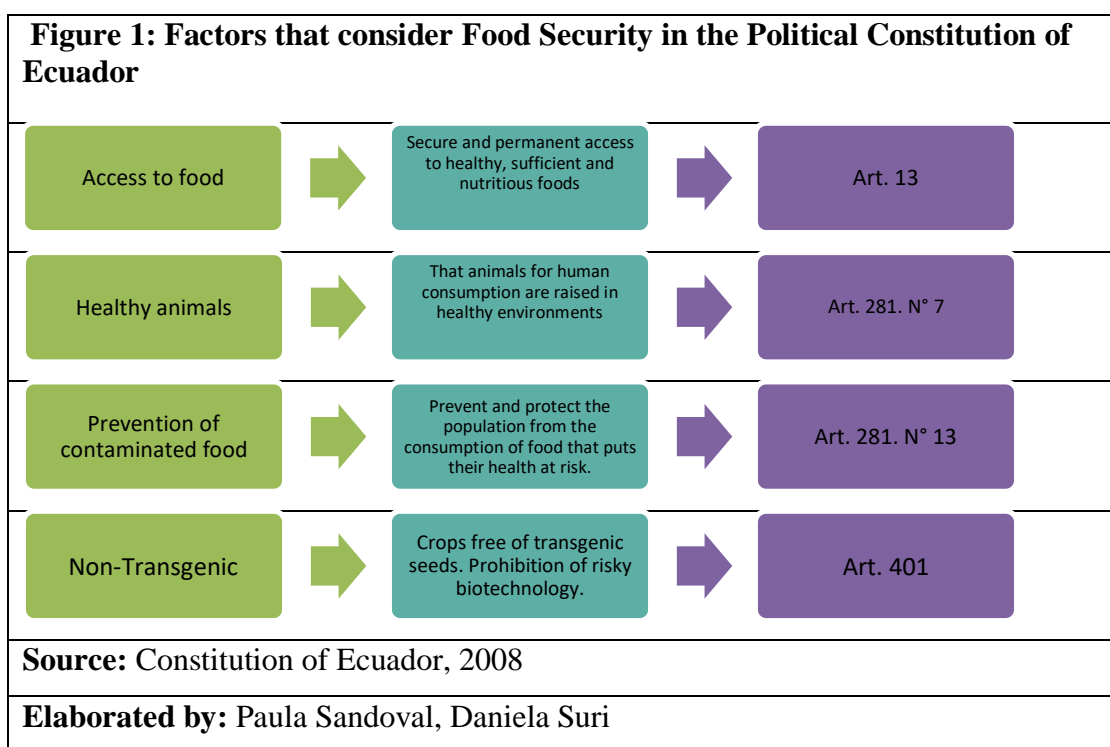 Figure 1: Factors that consider Food Security in the Political Constitution of
Ecuador
Access to food
Secure and permanent access
to healthy, sufficient and
nutritious foods
Art. 13
Healthy animals
That animals for human
consumption are raised in
healthy environments
Art. 281. N° 7
Prevention of
contaminated food
Prevent and protect the
population from the
consumption of food that puts
their health at risk.
Art. 281. N° 13
Non-Transgenic
Crops free of transgenic
seeds. Prohibition of risky
biotechnology.
Art. 401
Source: Constitution of Ecuador, 2008
Elaborated by: Paula Sandoval, Daniela Suri